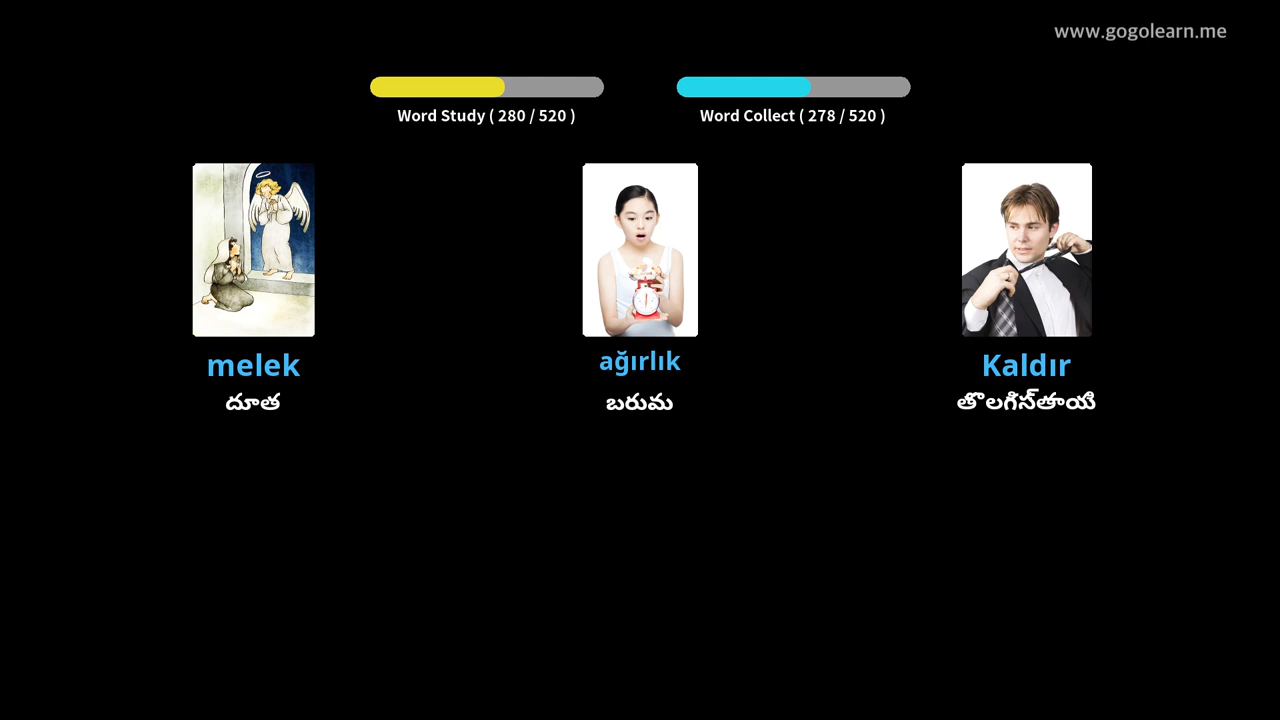 www.gogolearn.me
Word Study ( 280 / 520 )
Word Collect ( 278 / 520 )
melek
ağırlık
Kaldır
దూత
బరువు
తొలగిస్తాయి